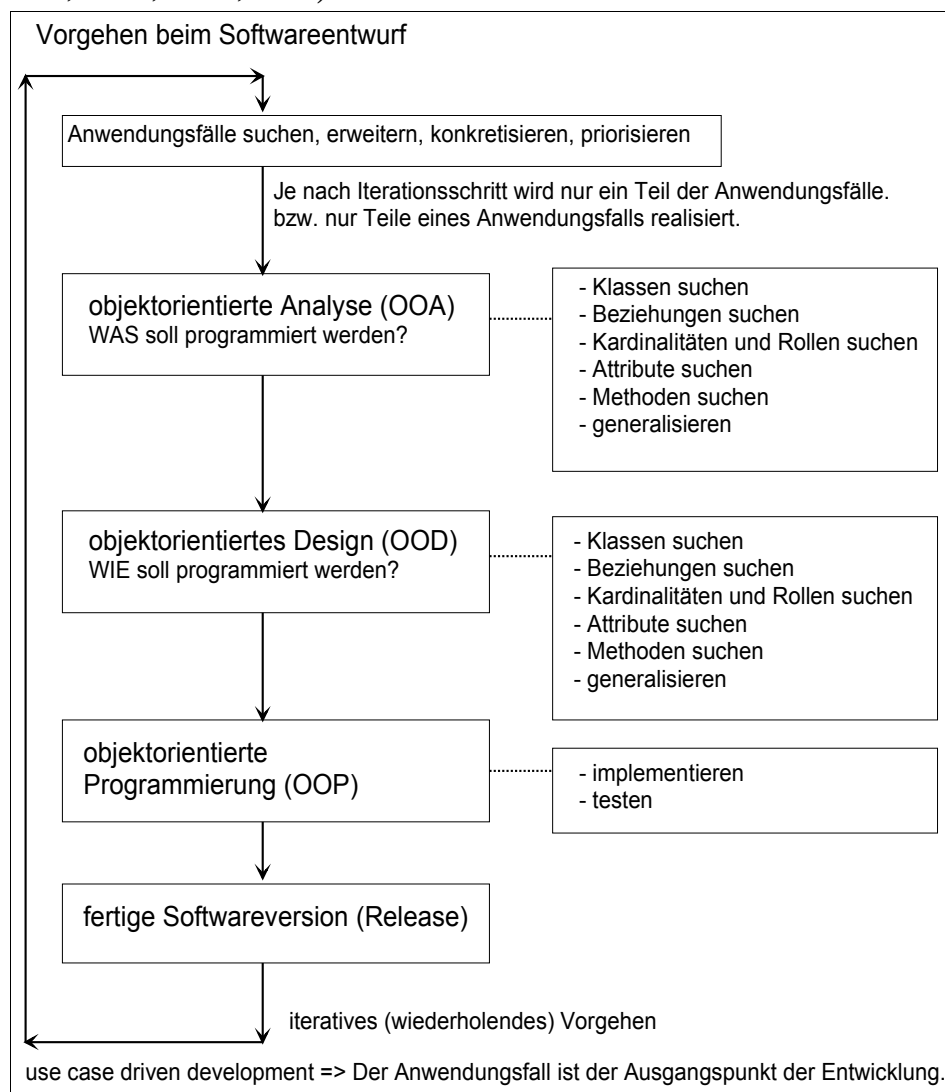 Vorgehen beim Softwareentwurf
Anwendungsfälle suchen, erweitern, konkretisieren, priorisieren
Je nach Iterationsschritt wird nur ein Teil der Anwendungsfälle.
bzw. nur Teile eines Anwendungsfalls realisiert.
objektorientierte Analyse (OOA)
WAS soll programmiert werden?
- Klassen suchen
- Beziehungen suchen
- Kardinalitäten und Rollen suchen
- Attribute suchen
- Methoden suchen
- generalisieren
objektorientiertes Design (OOD)
WIE soll programmiert werden?
- Klassen suchen
- Beziehungen suchen
- Kardinalitäten und Rollen suchen
- Attribute suchen
- Methoden suchen
- generalisieren
objektorientierte
Programmierung (OOP)
- implementieren
- testen
fertige Softwareversion (Release)
iteratives (wiederholendes) Vorgehen
use case driven development => Der Anwendungsfall ist der Ausgangspunkt der Entwicklung.